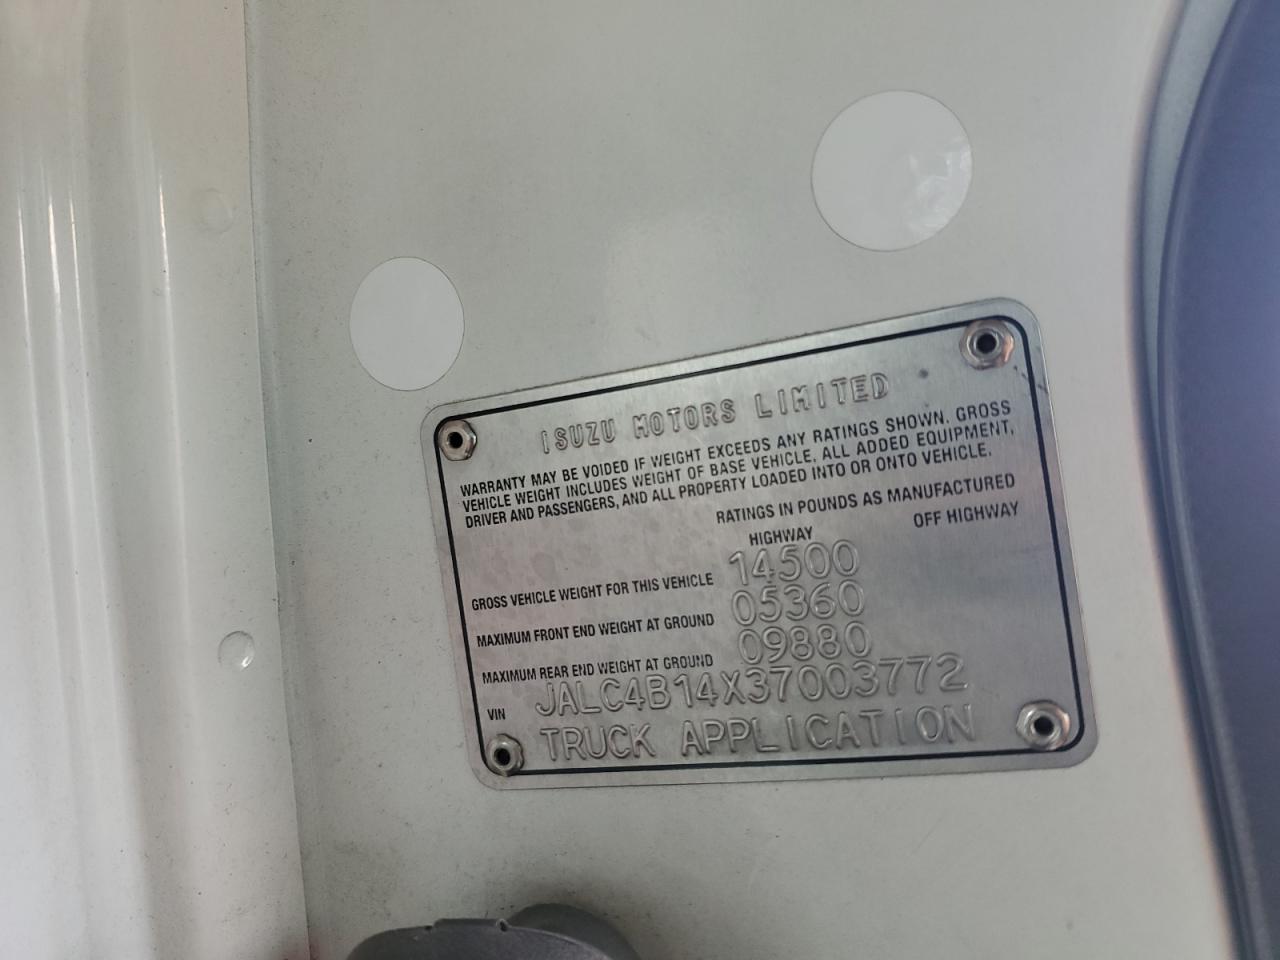 ISUZU MOTORS LIMITED
WARRANTY MAY BE VOIDED IF WEIGHT EXCEEDS ANY RATINGS SHOWN. GROSS
VEHICLE WEIGHT INCLUDES WEIGHT OF BASE VEHICLE, ALL ADDED EQUIPMENT,
DRIVER AND PASSENGERS, AND ALL PROPERTY LOADED INTO OR ONTO VEHICLE.
RATINGS IN POUNDS AS MANUFACTURED
HIGHWAY OFF HIGHWAY
GROSS VEHICLE WEIGHT FOR THIS VEHICLE 14500
MAXIMUM FRONT END WEIGHT AT GROUND 05360
MAXIMUM REAR END WEIGHT AT GROUND 09880
VIN JALC4B14X37003772
TRUCK APPLICATION